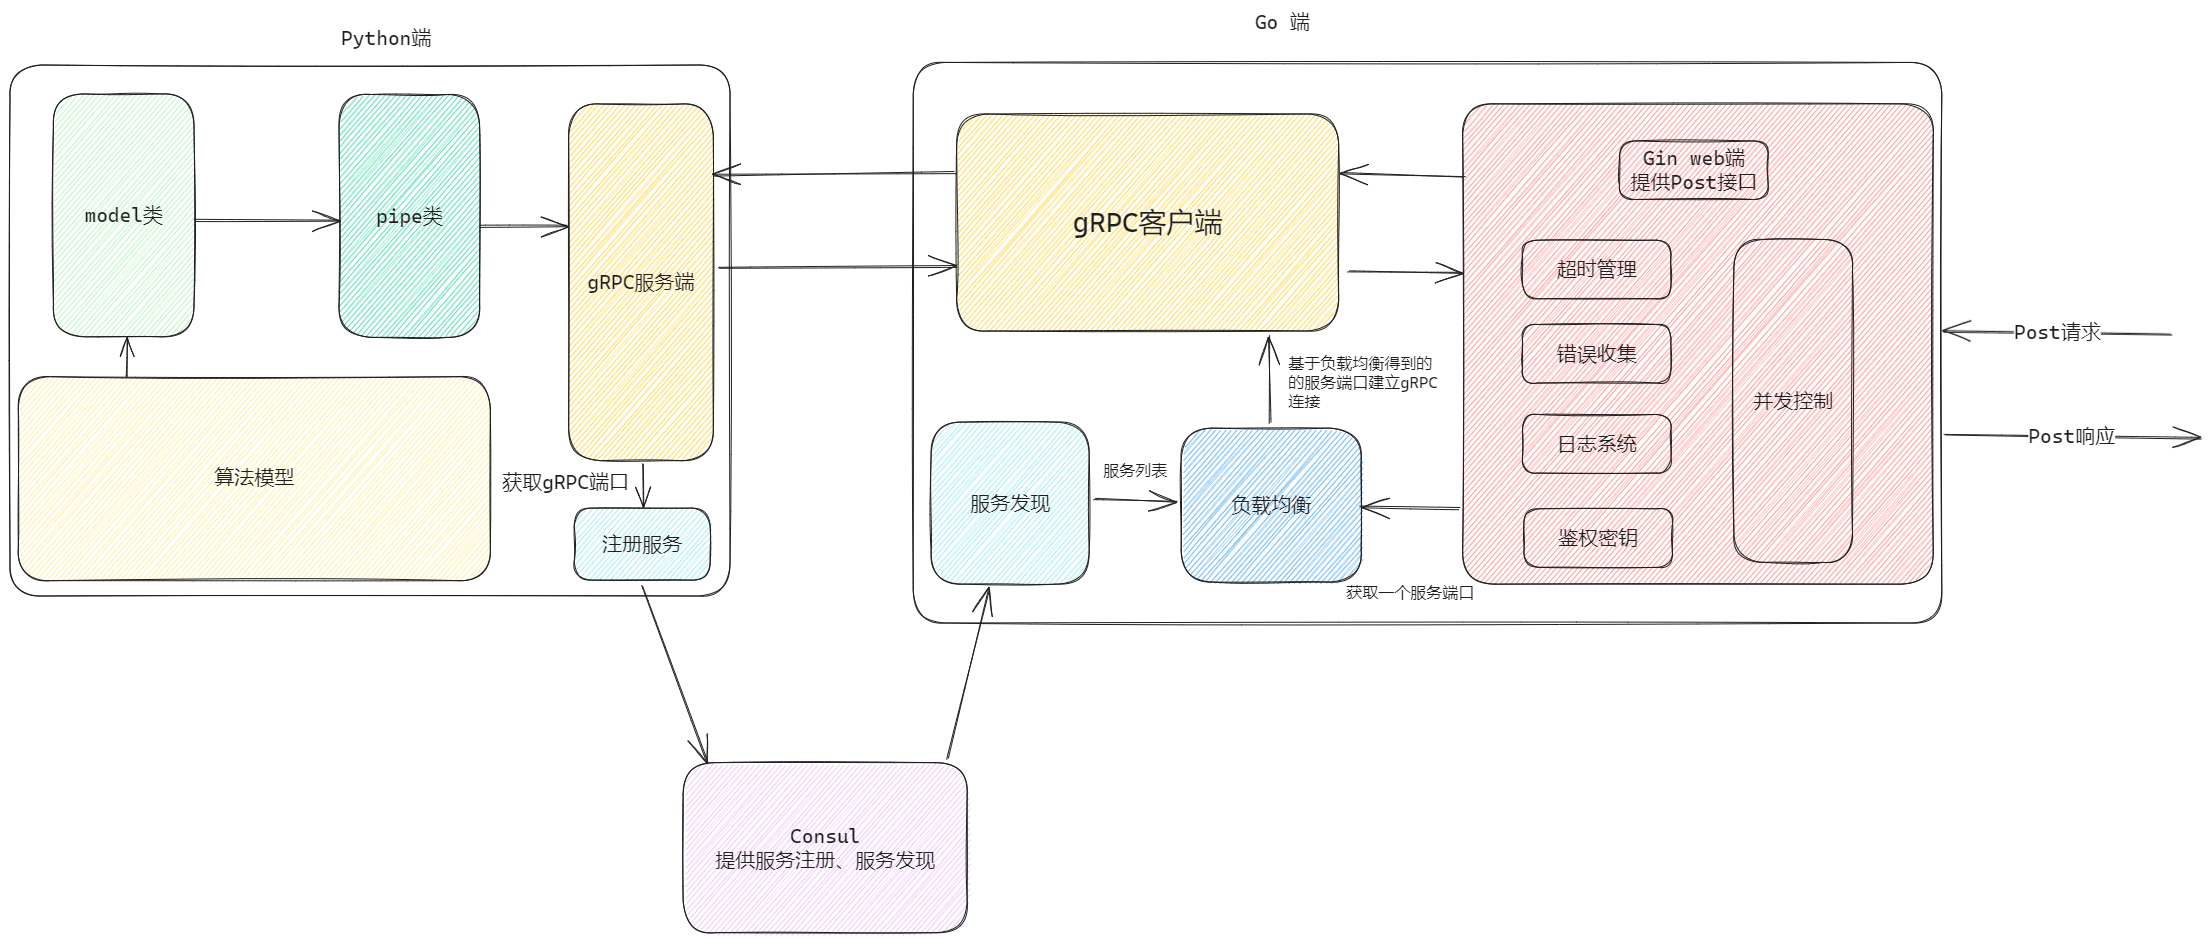 Python端
Go 端
model类
pipe类
gRPC服务端
算法模型
获取gRPC端口
注册服务
gRPC客户端
基于负载均衡得到的
的服务端口建立gRPC
连接
服务发现
服务列表
负载均衡
获取一个服务端口
Gin web端
提供Post接口
超时管理
错误收集
日志系统
鉴权密钥
并发控制
Post请求
Post响应
Consul
提供服务注册、服务发现